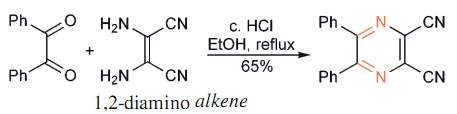 Ph O
Ph O
+
H₂N CN
H₂N CN
1,2-diamino alkene
c. HCl
EtOH, reflux
65%
Ph N CN
Ph N CN